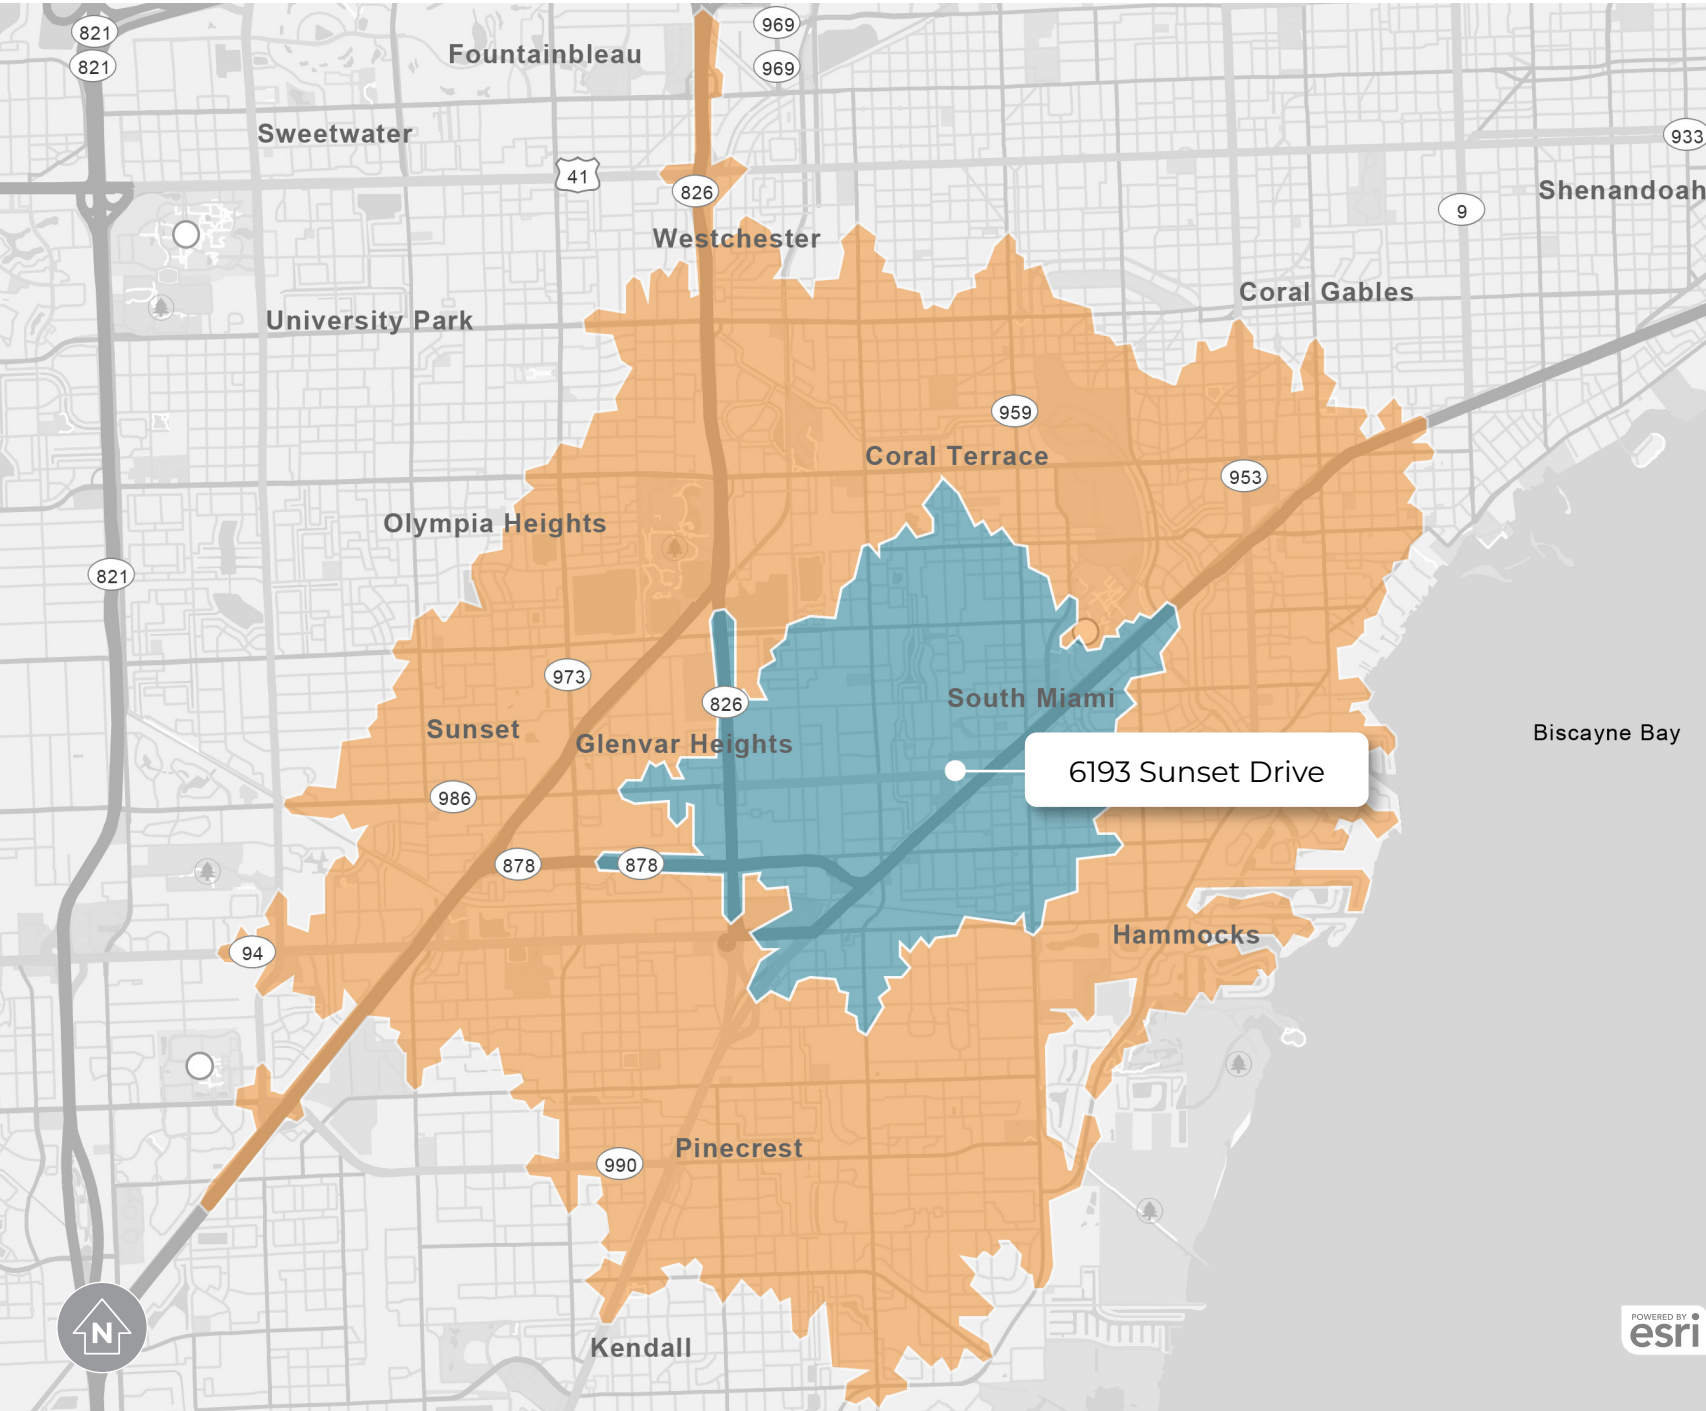 821
969
Fountainbleau
821
969
Sweetwater
933
41
826
Shenandoah
9
Westchester
Coral Gables
University Park
959
Coral Terrace
953
Olympia Heights
821
973
South Miami
826
Sunset
Biscayne Bay
Glenvar Heights
6193 Sunset Drive
986
878
878
Hammocks
94
Pinecrest
990
POWERED BY
esri
N
Kendall